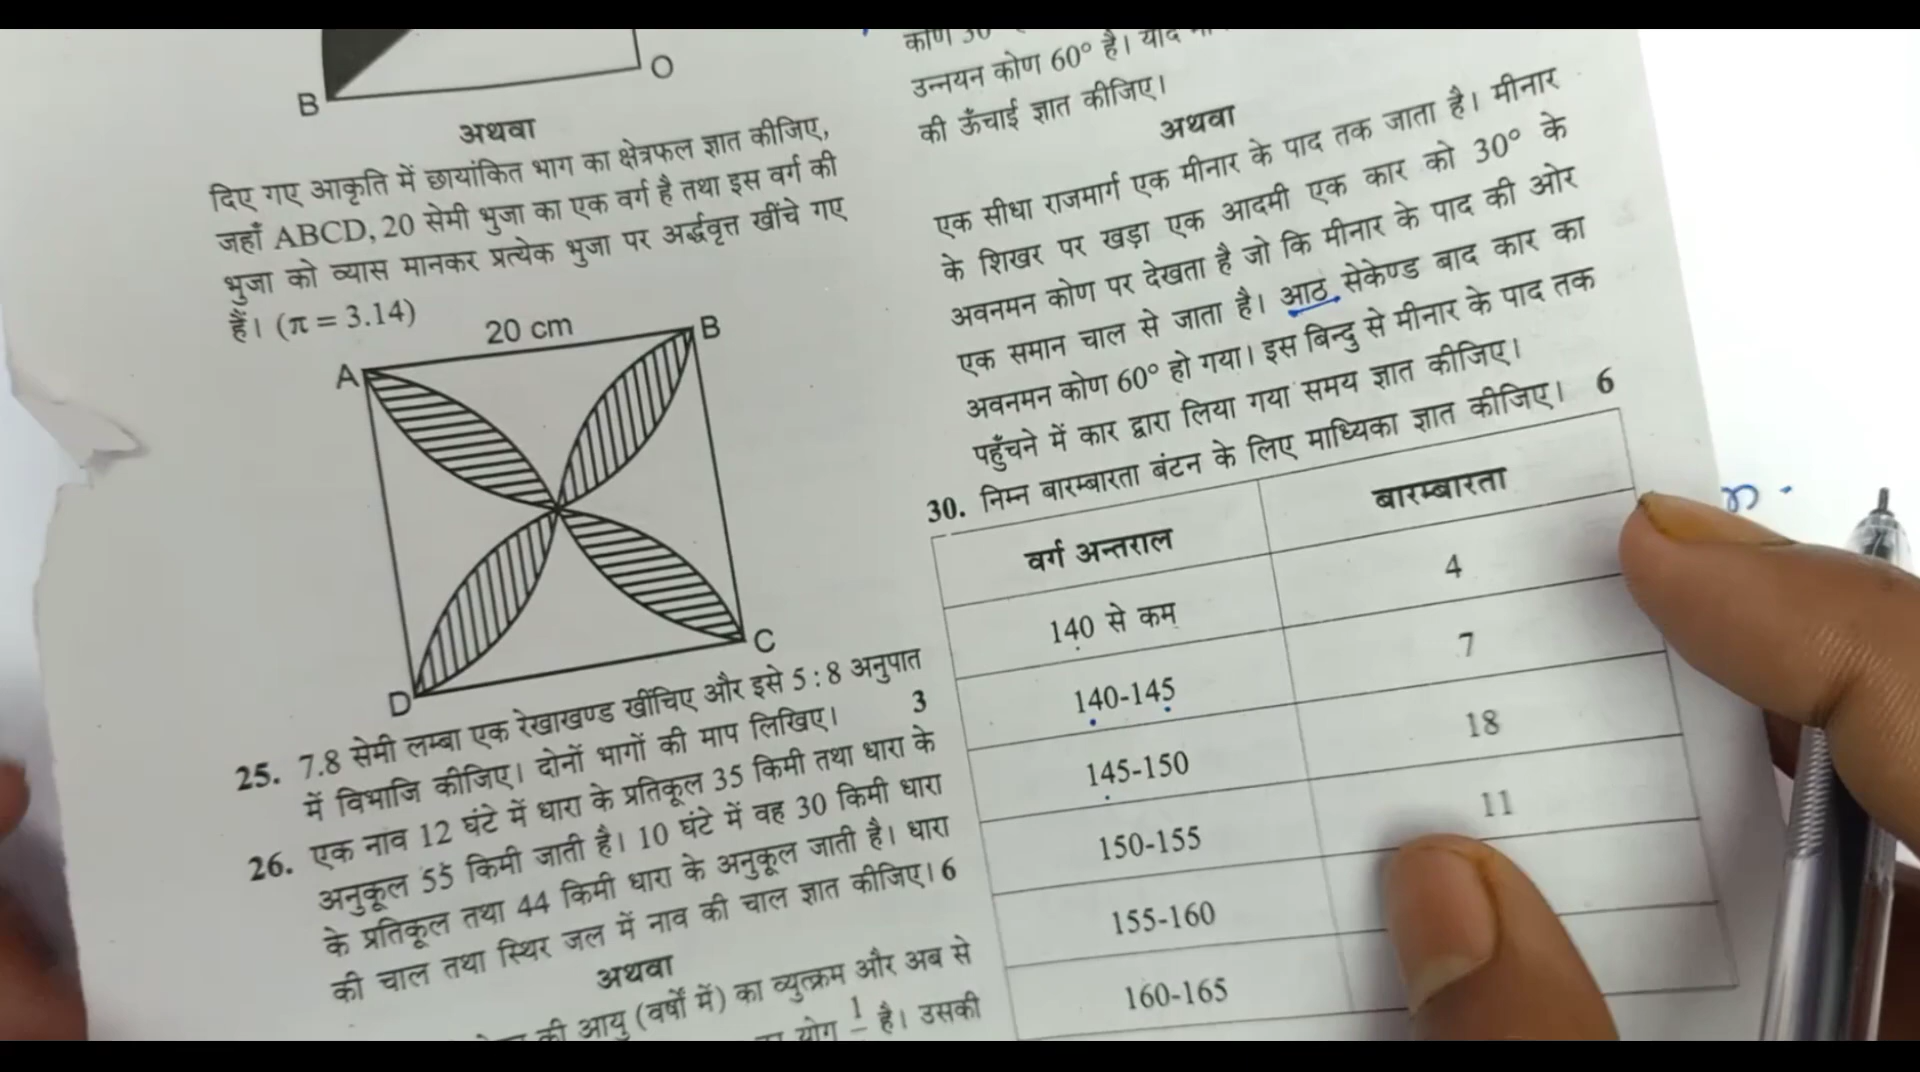 B
O
अथवा
दिए गए आकृति में छायांकित भाग का क्षेत्रफल ज्ञात कीजिए,
जहाँ ABCD, 20 सेमी भुजा का एक वर्ग है तथा इस वर्ग की
भुजा को व्यास मानकर प्रत्येक भुजा पर अर्द्धवृत्त खींचे गए
हैं। (π = 3.14)
20 cm
A
B
C
D
25. 7.8 सेमी लम्बा एक रेखाखण्ड खींचिए और इसे 5 : 8 अनुपात
में विभाजि कीजिए। दोनों भागों की माप लिखिए। 3
26. एक नाव 12 घंटे में धारा के प्रतिकूल 35 किमी तथा धारा के
अनुकूल 55 किमी जाती है। 10 घंटे में वह 30 किमी धारा
के प्रतिकूल तथा 44 किमी धारा के अनुकूल जाती है। धारा
की चाल तथा स्थिर जल में नाव की चाल ज्ञात कीजिए। 6
अथवा
की आयु (वर्षों में) का व्युत्क्रम और अब से
योग 1 है। उसकी
कोण 30
उन्नयन कोण 60° है। यदि
की ऊँचाई ज्ञात कीजिए।
अथवा
एक सीधा राजमार्ग एक मीनार के पाद तक जाता है। मीनार
के शिखर पर खड़ा एक आदमी एक कार को 30° के
अवनमन कोण पर देखता है जो कि मीनार के पाद की ओर
एक समान चाल से जाता है। आठ सेकेण्ड बाद कार का
अवनमन कोण 60° हो गया। इस बिन्दु से मीनार के पाद तक
पहुँचने में कार द्वारा लिया गया समय ज्ञात कीजिए।
30. निम्न बारम्बारता बंटन के लिए माध्यिका ज्ञात कीजिए। 6
वर्ग अन्तराल बारम्बारता
140 से कम 4
140-145 7
145-150 18
150-155 11
155-160
160-165